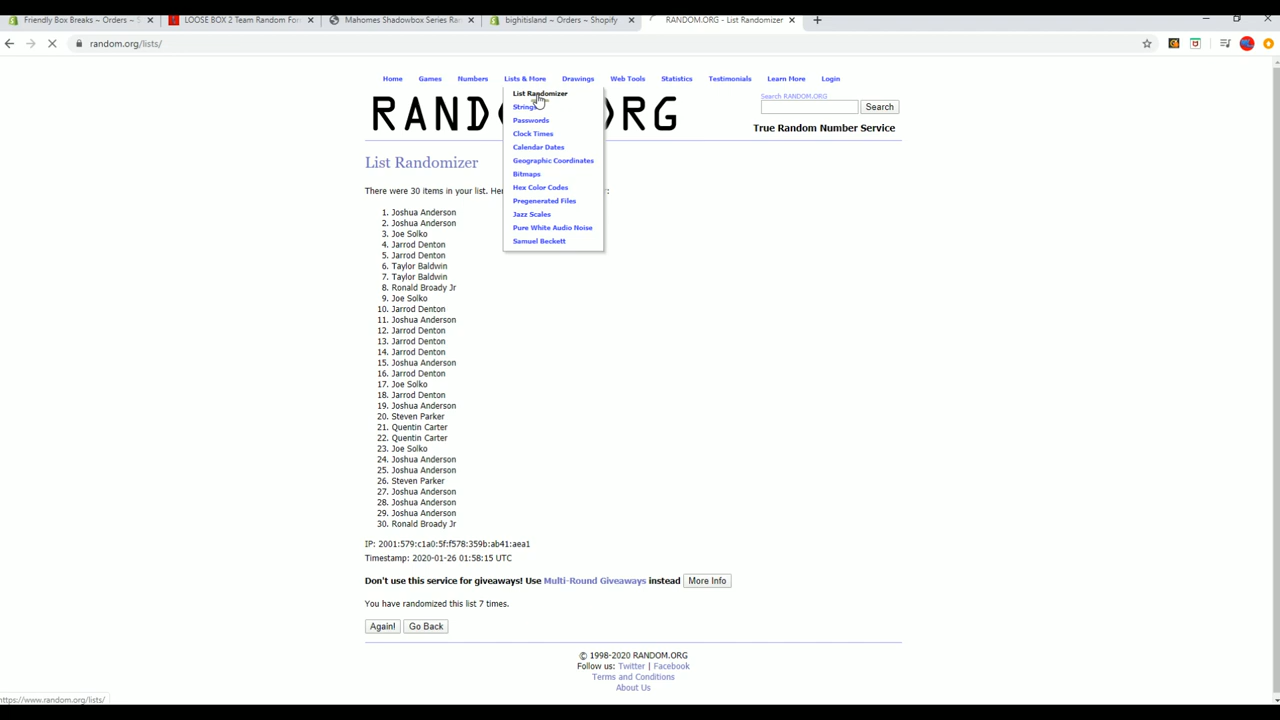 Friendly Box Breaks ~ Orders ~ S
LOOSE BOX 2 Team Random For
Mahomes Shadowbox Series Ra
bighitisland ~ Orders ~ Shopify
RANDOM.ORG - List Randomizer
random.org/lists/
Home Games Numbers Lists & More Drawings Web Tools Statistics Testimonials Learn More Login
List Randomizer
Strings
Passwords
Clock Times
Calendar Dates
Geographic Coordinates
Bitmaps
Hex Color Codes
Pregenerated Files
Jazz Scales
Pure White Audio Noise
Samuel Beckett
RAND RG
Search RANDOM.ORG
Search
True Random Number Service
List Randomizer
There were 30 items in your list. Her :
1. Joshua Anderson
2. Joshua Anderson
3. Joe Solko
4. Jarrod Denton
5. Jarrod Denton
6. Taylor Baldwin
7. Taylor Baldwin
8. Ronald Broady Jr
9. Joe Solko
10. Jarrod Denton
11. Joshua Anderson
12. Jarrod Denton
13. Jarrod Denton
14. Jarrod Denton
15. Joshua Anderson
16. Jarrod Denton
17. Joe Solko
18. Jarrod Denton
19. Joshua Anderson
20. Steven Parker
21. Quentin Carter
22. Quentin Carter
23. Joe Solko
24. Joshua Anderson
25. Joshua Anderson
26. Steven Parker
27. Joshua Anderson
28. Joshua Anderson
29. Joshua Anderson
30. Ronald Broady Jr
IP: 2001:579:c1a0:5f:f578:359b:ab41:aea1
Timestamp: 2020-01-26 01:58:15 UTC
Don't use this service for giveaways! Use Multi-Round Giveaways instead More Info
You have randomized this list 7 times.
Again! Go Back
© 1998-2020 RANDOM.ORG
Follow us: Twitter | Facebook
Terms and Conditions
About Us
https://www.random.org/lists/